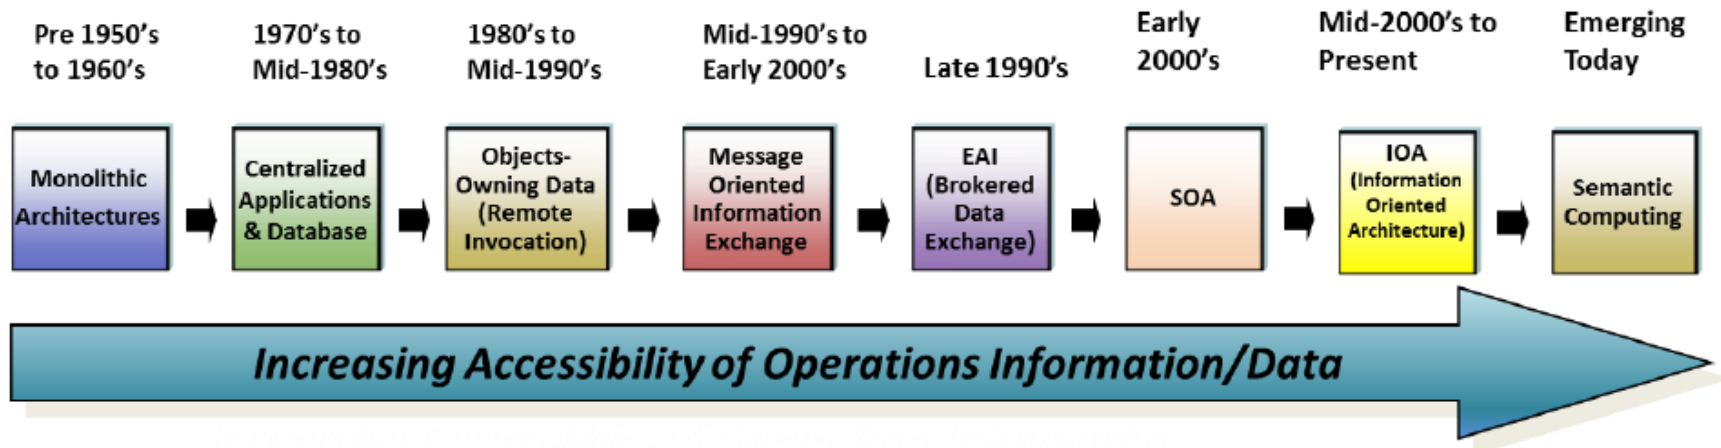 Pre 1950's
to 1960's
1970's to
Mid-1980's
1980's to
Mid-1990's
Mid-1990's to
Early 2000's
Late 1990's
Early
2000's
Mid-2000's to
Present
Emerging
Today
Monolithic
Architectures
Centralized
Applications
& Database
Objects-
Owning Data
(Remote
Invocation)
Message
Oriented
Information
Exchange
EAI
(Brokered
Data
Exchange)
SOA
IOA
(Information
Oriented
Architecture)
Semantic
Computing
Increasing Accessibility of Operations Information/Data